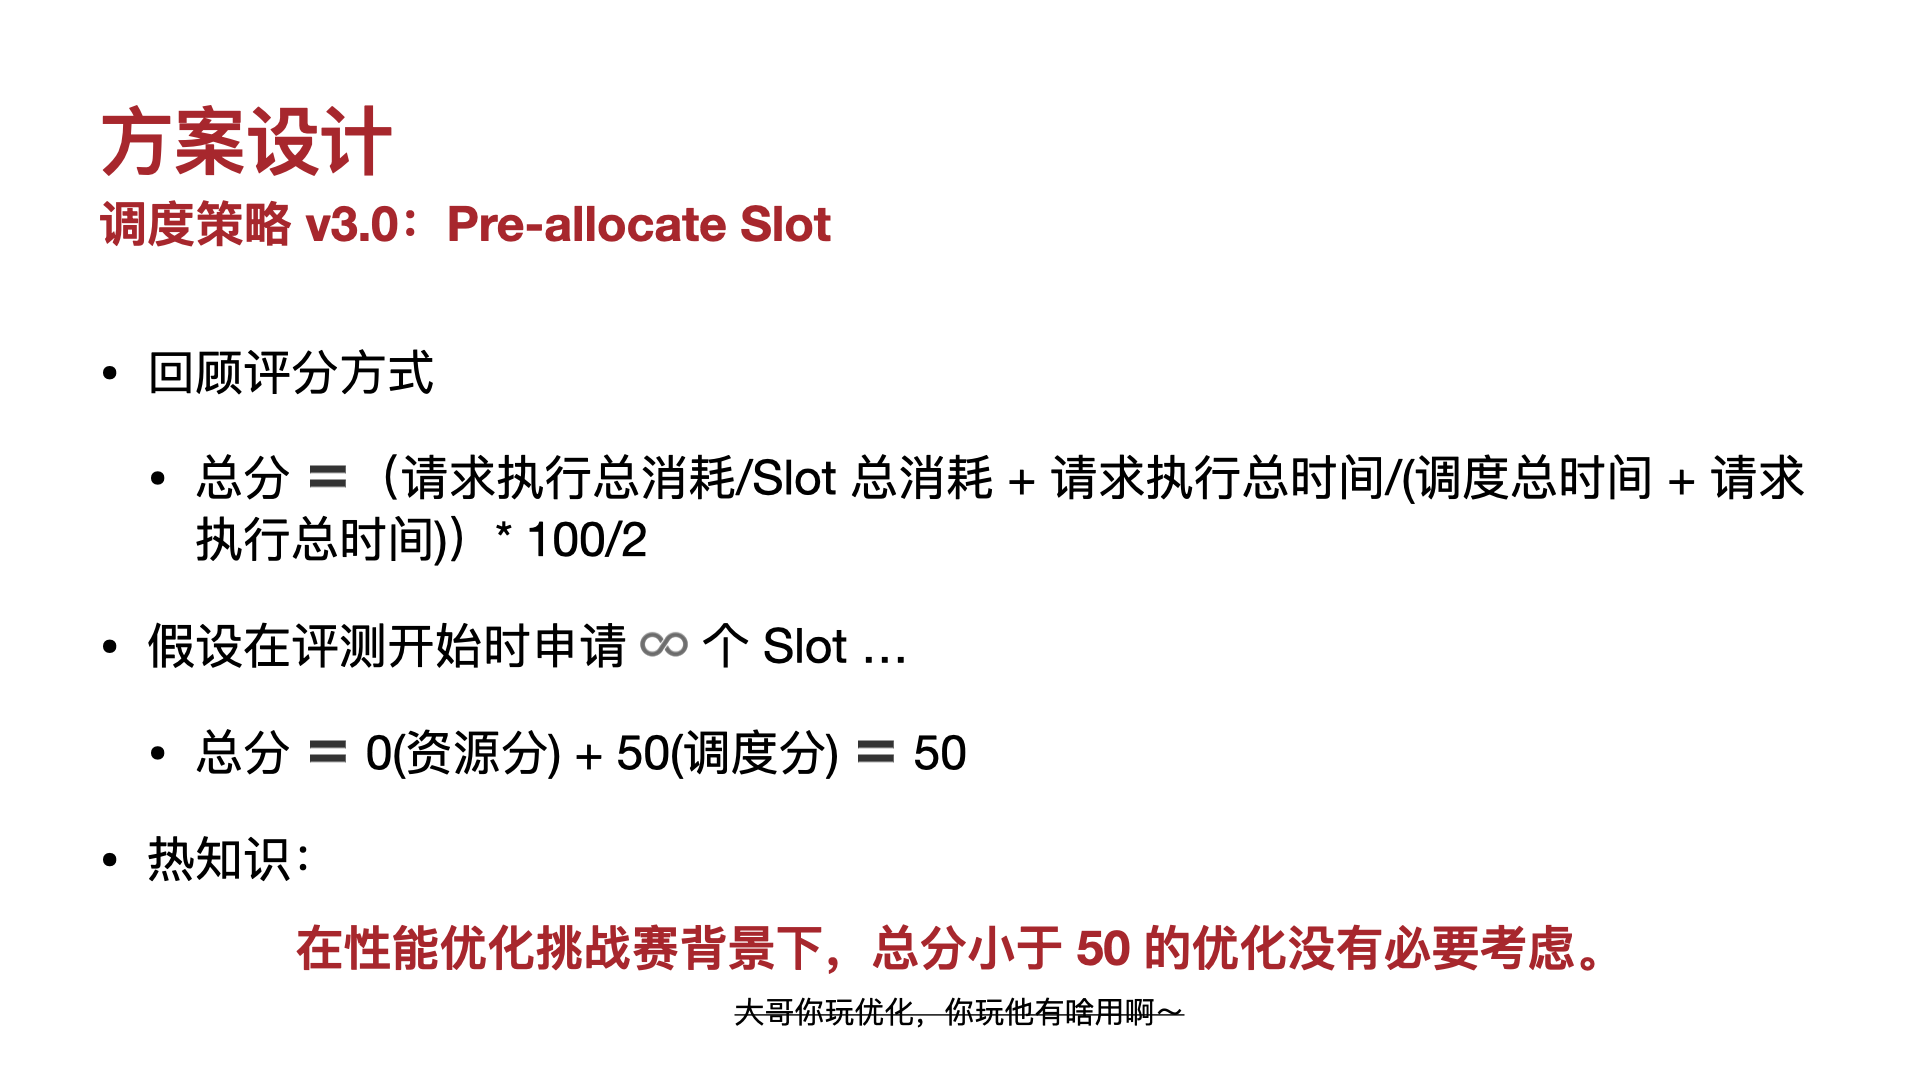 方案设计
调度策略 v3.0：Pre-allocate Slot
• 回顾评分方式
• 总分 = （请求执行总消耗/Slot 总消耗 + 请求执行总时间/(调度总时间 + 请求
执行总时间)）* 100/2
• 假设在评测开始时申请 ∞ 个 Slot …
• 总分 = 0(资源分) + 50(调度分) = 50
• 热知识：
在性能优化挑战赛背景下，总分小于 50 的优化没有必要考虑。
大哥你玩优化，你玩他有啥用啊～